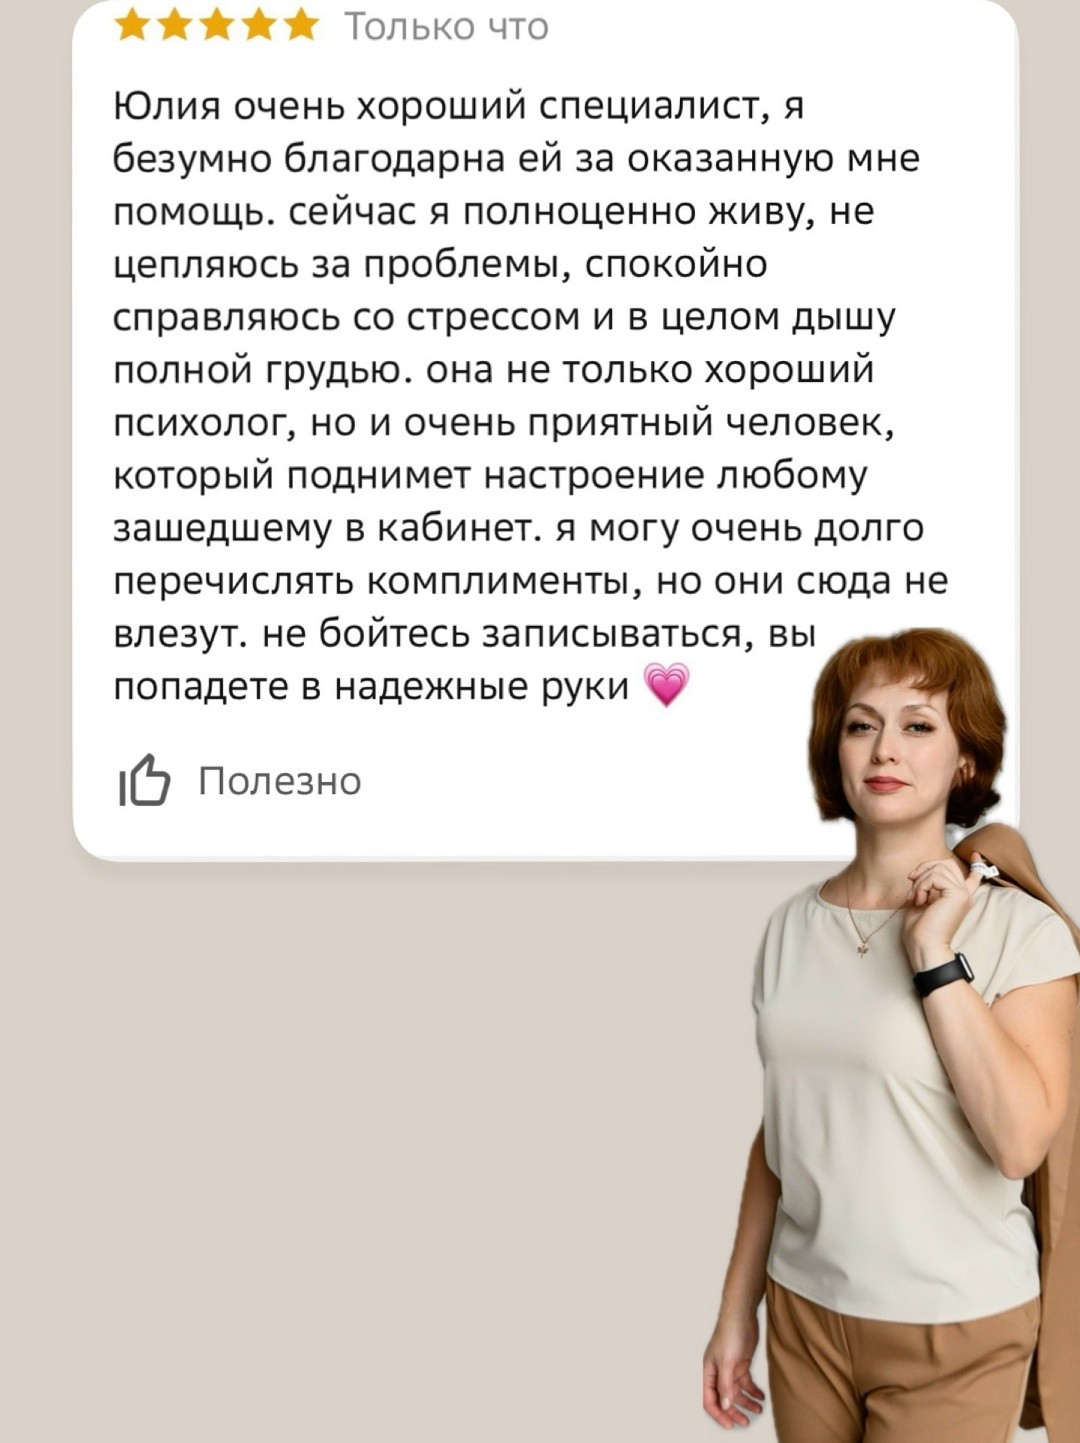 Только что
Юлия очень хороший специалист, я
безумно благодарна ей за оказанную мне
помощь. сейчас я полноценно живу, не
цепляюсь за проблемы, спокойно
справляюсь со стрессом и в целом дышу
полной грудью. она не только хороший
психолог, но и очень приятный человек,
который поднимет настроение любому
зашедшему в кабинет. я могу очень долго
перечислять комплименты, но они сюда не
влезут. не бойтесь записываться, вы
попадете в надежные руки 💗
Полезно